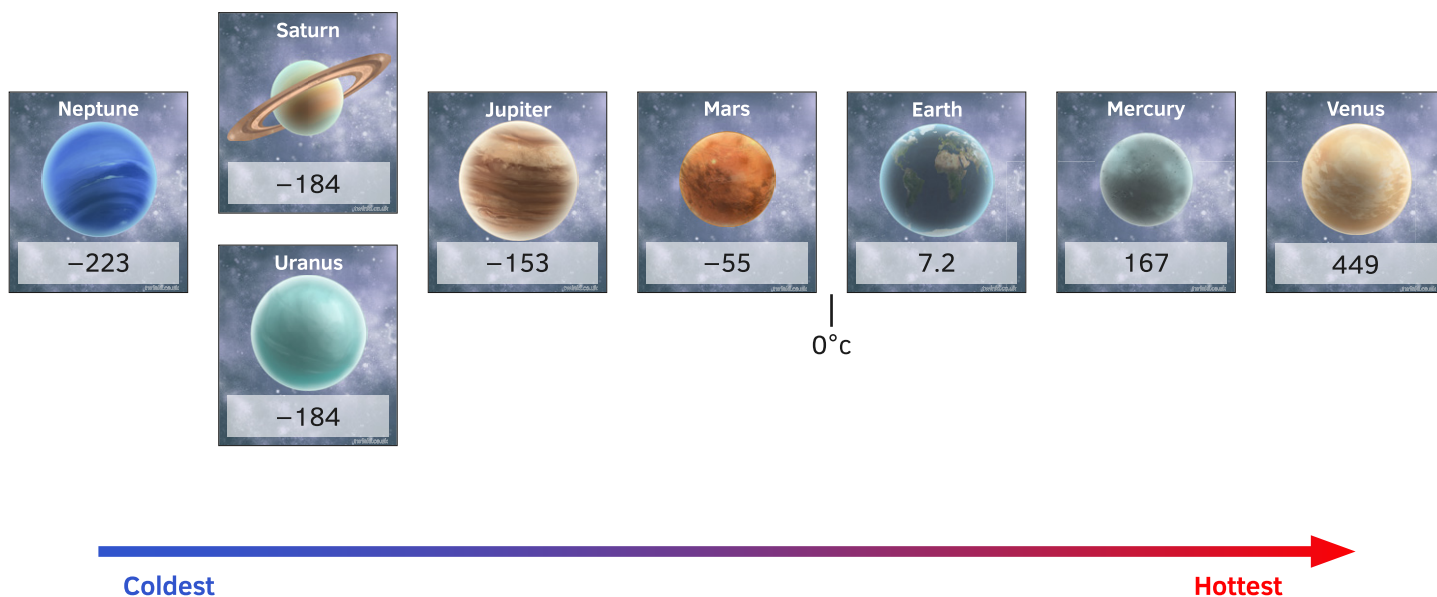 Saturn
−184
Neptune
−223
Uranus
−184
Jupiter
−153
Mars
−55
Earth
7.2
Mercury
167
Venus
449
0°c
Coldest
Hottest